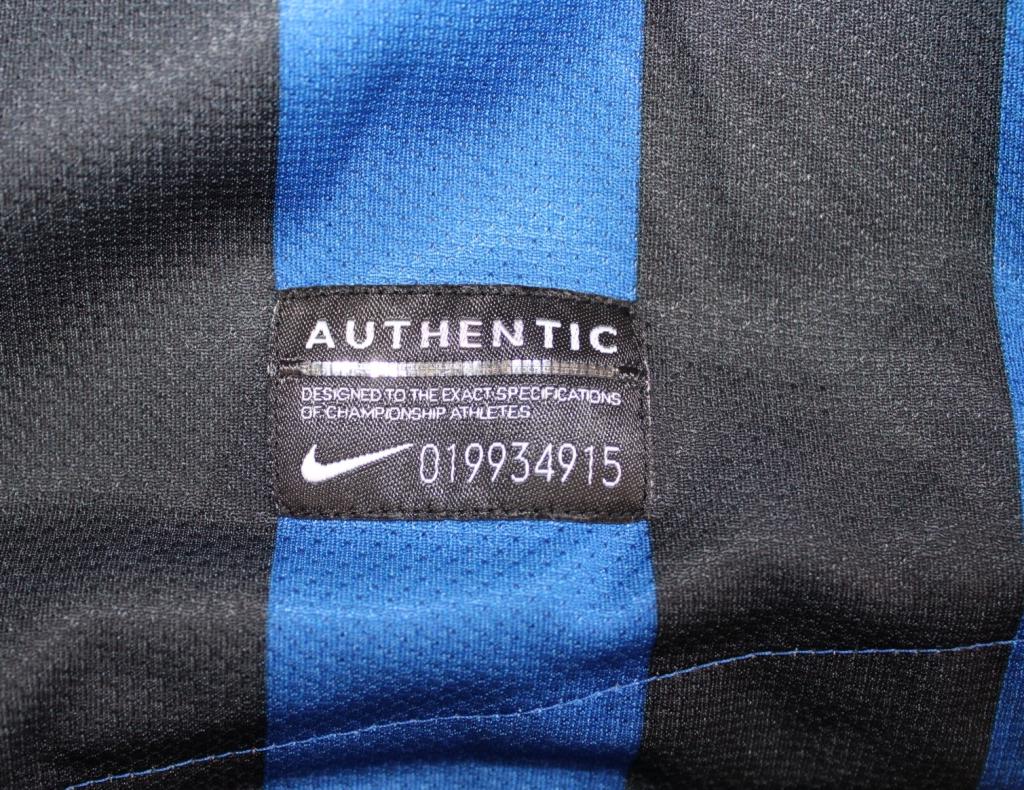 AUTHENTIC
DESIGNED TO THE EXACT SPECIFICATIONS
OF CHAMPIONSHIP ATHLETES
019934915